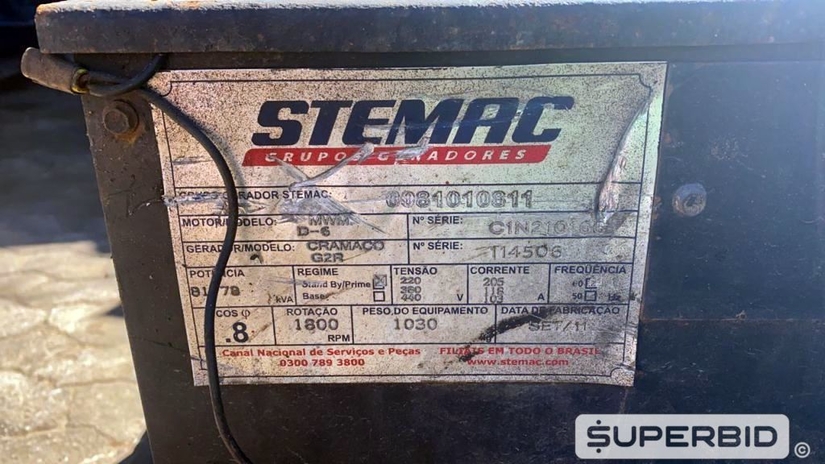 STEMAC
GRUPOS GERADORES
GERADOR STEMAC: 0081010811
MOTOR/MODELO: MWM D-6 Nº SÉRIE:
GERADOR/MODELO: CRAMACO G2R Nº SÉRIE: 114506
POTÊNCIA REGIME TENSÃO CORRENTE FREQUÊNCIA
81/78 kVA Stand By/Prime 220 205 60
Base 380 116 50 Hz
440 V 103 A
COS φ ROTAÇÃO PESO DO EQUIPAMENTO DATA DE FABRICAÇÃO
.8 1800 RPM 1030 SET/11
Canal Nacional de Serviços e Peças FILIAIS EM TODO O BRASIL
0300 789 3800 www.stemac.com
SUPERBID ©